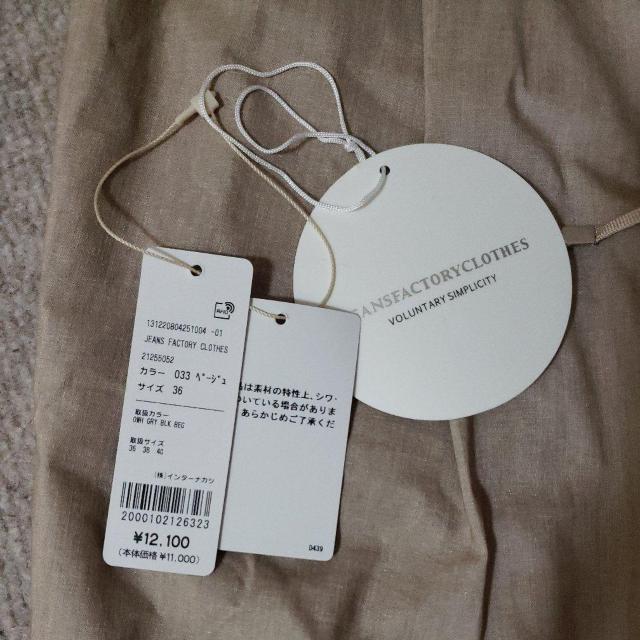 131220804251004 -01
JEANS FACTORY CLOTHES
21255052
カラー 033 ベージュ
サイズ 36
取扱カラー
OWH GRY BLK BEG
取扱サイズ
36 38 40
(株)インターナカツ
2000102126323
¥12,100
(本体価格¥11,000)
は素材の特性上、シワ・
いている場合がありま
あらかじめご了承くだ
0439
ANSFACTORYCLOTHES
VOLUNTARY SIMPLICITY